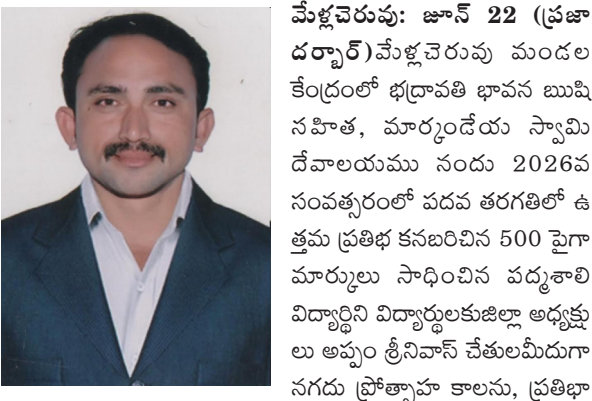 మేళ్లచెరువు: జూన్ 22 (ప్రజా
దర్బార్)మేళ్లచెరువు మండల
కేంద్రంలో భద్రావతి భావన ఋషి
సహిత, మార్కండేయ స్వామి
దేవాలయము నందు 2026వ
సంవత్సరంలో పదవ తరగతిలో ఉ
త్తమ ప్రతిభ కనబరిచిన 500 పైగా
మార్కులు సాధించిన పద్మశాలి
విద్యార్థిని విద్యార్థులకుజిల్లా అధ్యక్షు
లు అప్పం శ్రీనివాస్ చేతులమీదుగా
నగదు ప్రోత్సాహ కాలను, ప్రతిభా